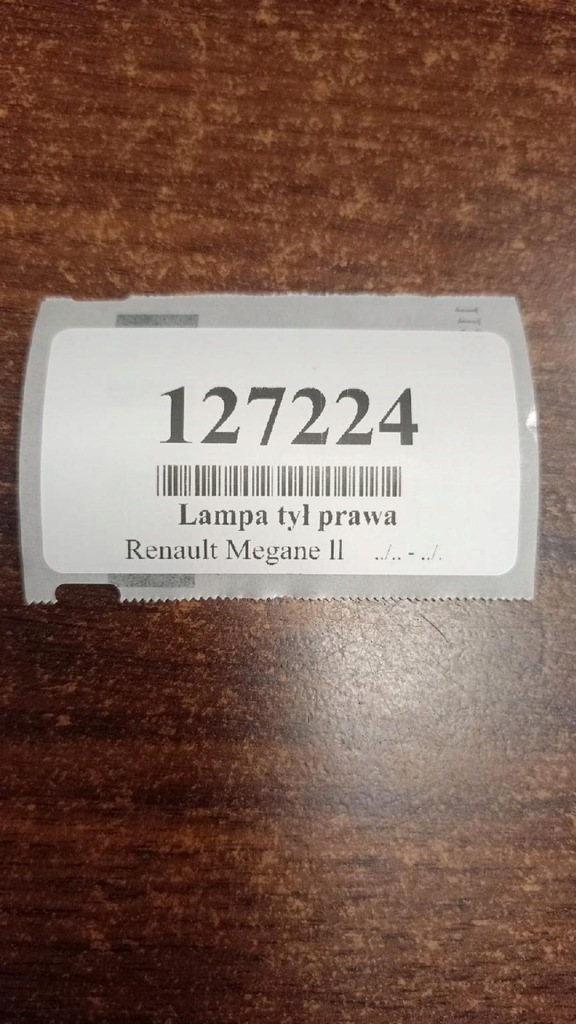 127224
Lampa tył prawa
Renault Megane ll ../.. - ../.